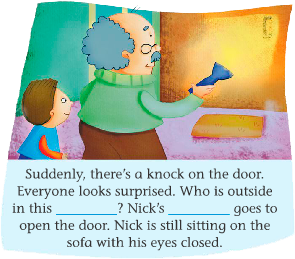 Suddenly, there's a knock on the door.
Everyone looks surprised. Who is outside
in this ________? Nick's ________ goes to
open the door. Nick is still sitting on the
sofa with his eyes closed.